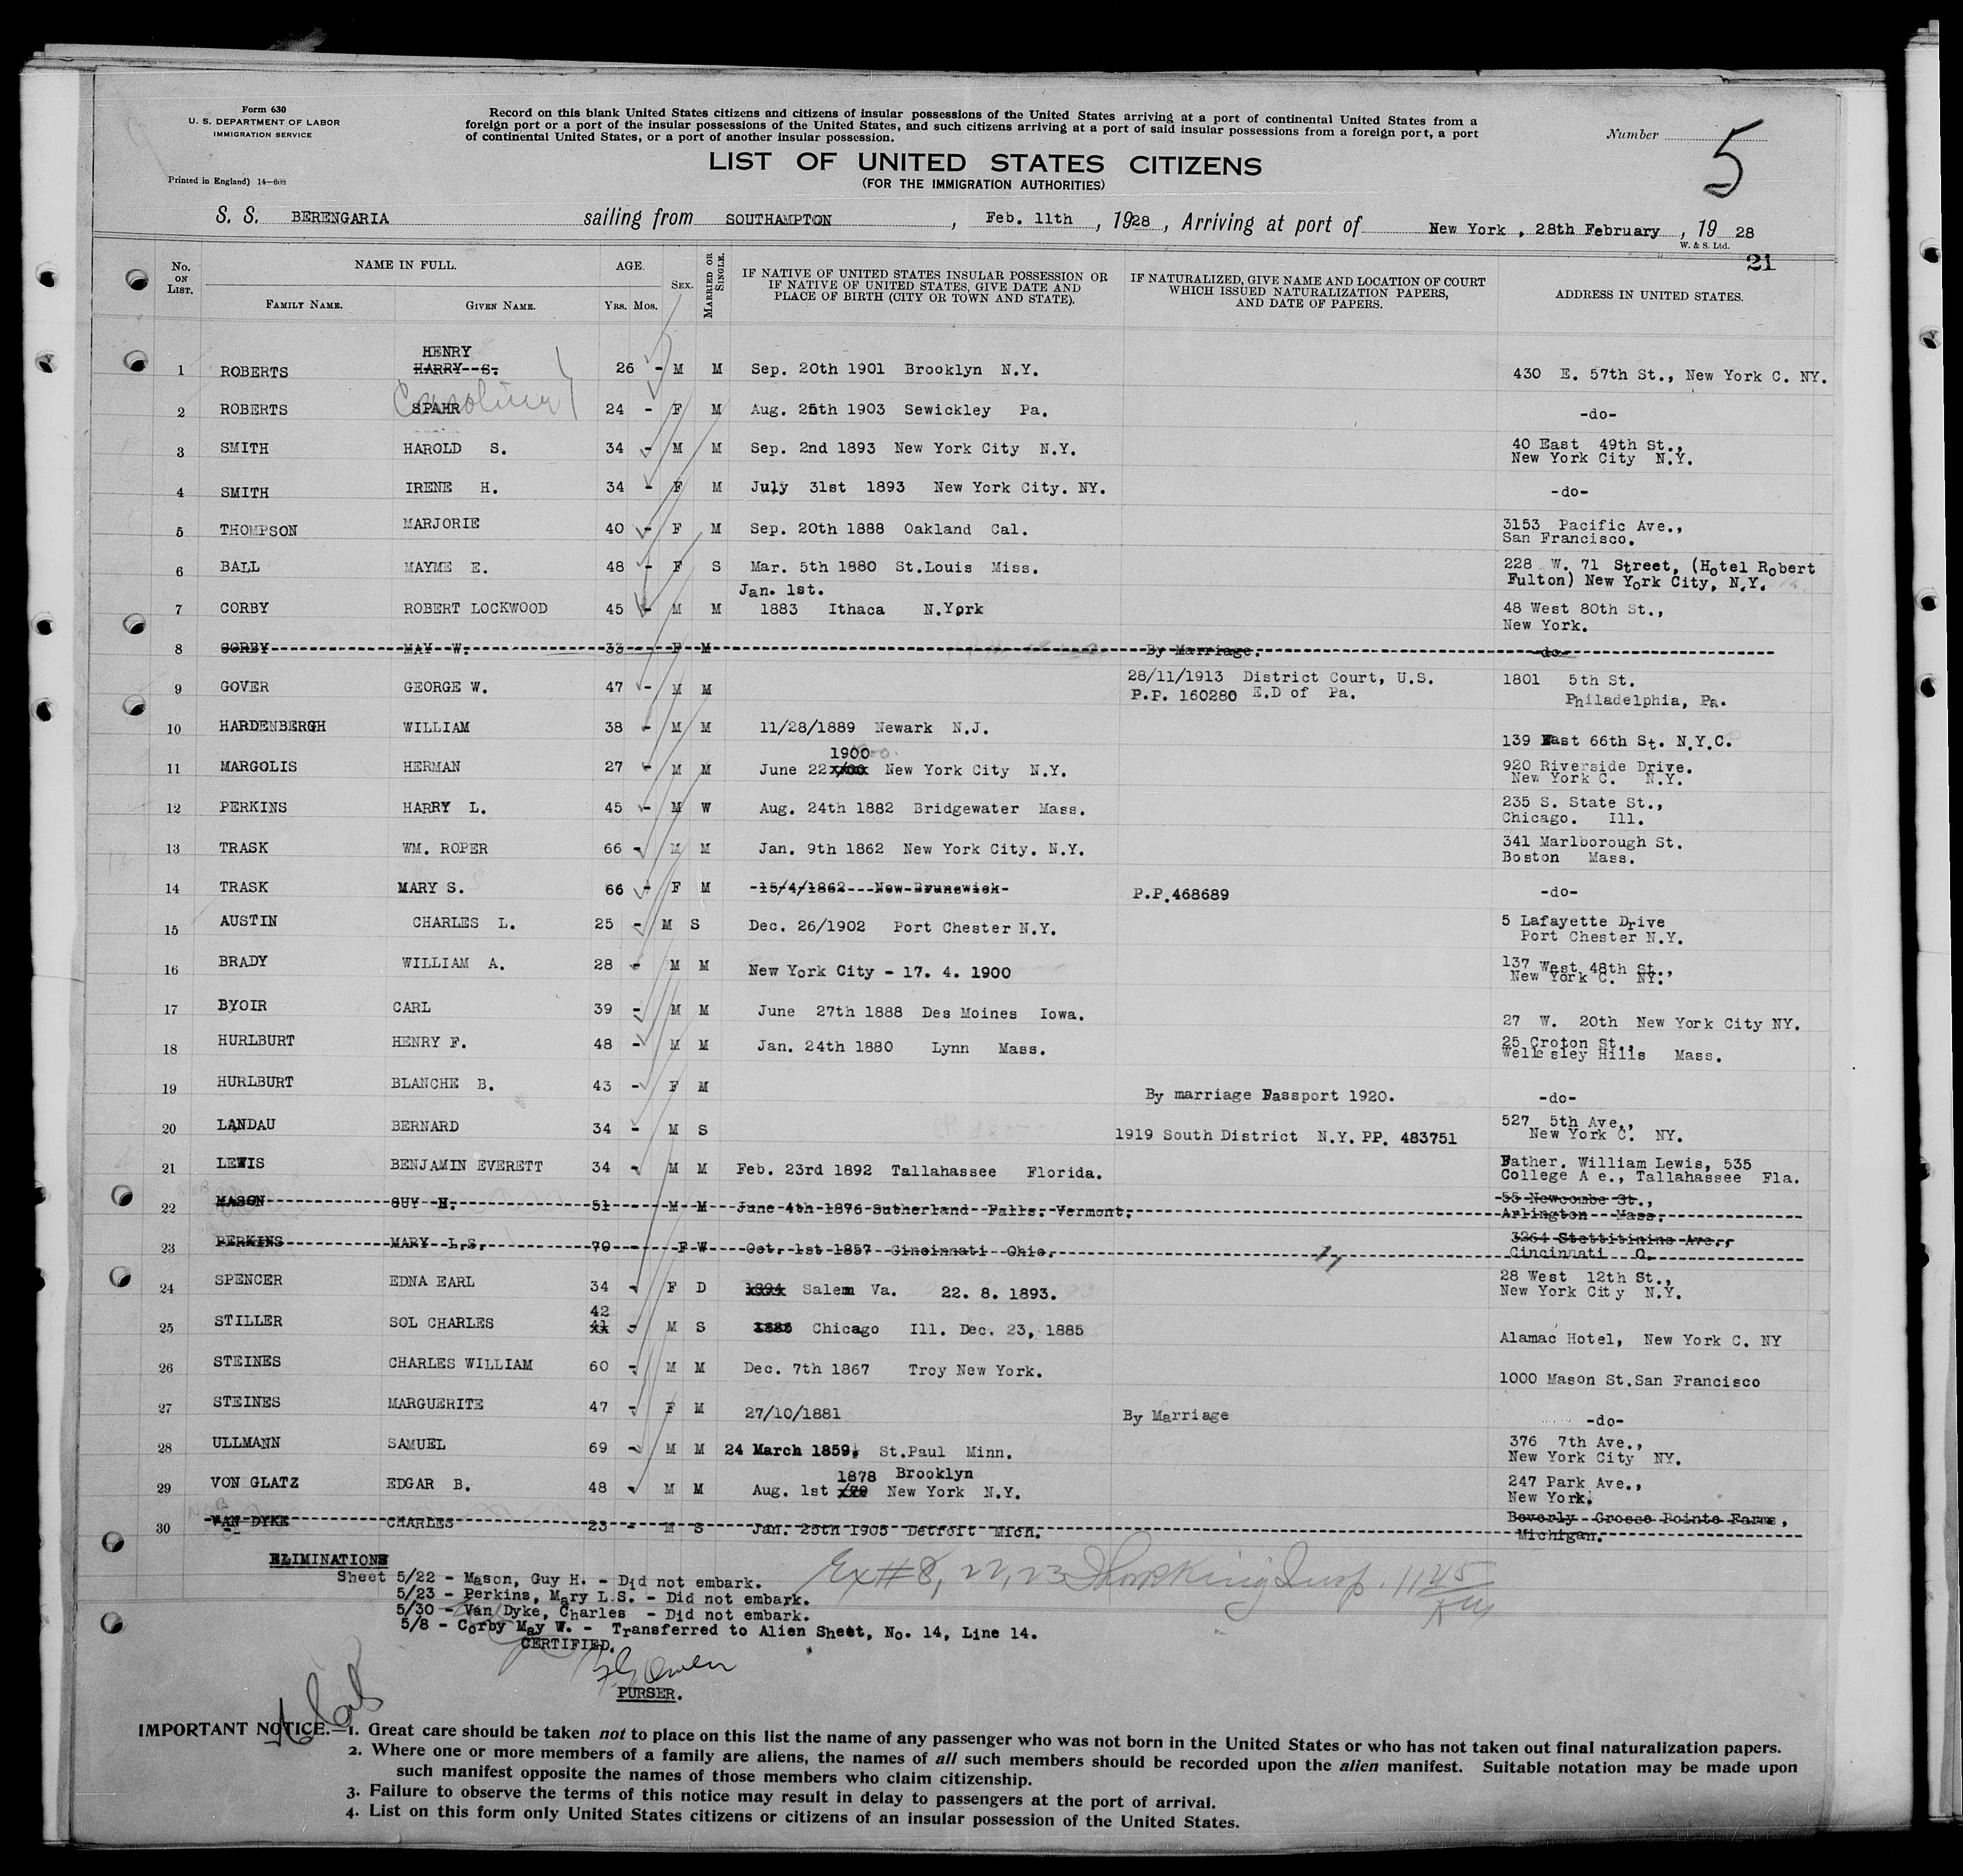 Form 630
U. S. DEPARTMENT OF LABOR
IMMIGRATION SERVICE
Printed in England) 14—608
Record on this blank United States citizens and citizens of insular possessions of the United States arriving at a port of continental United States from a
foreign port or a port of the insular possessions of the United States, and such citizens arriving at a port of said insular possessions from a foreign port, a port
of continental United States, or a port of another insular possession.
Number 5
LIST OF UNITED STATES CITIZENS
(FOR THE IMMIGRATION AUTHORITIES)
S. S. BERENGARIA sailing from SOUTHAMPTON, Feb. 11th, 1928, Arriving at port of New York, 28th February, 1928
W. & S. Ltd.
21
No. ON LIST. NAME IN FULL. FAMILY NAME. GIVEN NAME. AGE. YRS. MOS. SEX. MARRIED OR SINGLE. IF NATIVE OF UNITED STATES INSULAR POSSESSION OR IF NATIVE OF UNITED STATES, GIVE DATE AND PLACE OF BIRTH (CITY OR TOWN AND STATE). IF NATURALIZED, GIVE NAME AND LOCATION OF COURT WHICH ISSUED NATURALIZATION PAPERS, AND DATE OF PAPERS. ADDRESS IN UNITED STATES.
HENRY
1 ROBERTS HARRY S. 26 - M M Sep. 20th 1901 Brooklyn N.Y. 430 E. 57th St., New York C. NY.
Caroline
2 ROBERTS SPAHR 24 - F M Aug. 25th 1903 Sewickley Pa. -do-
3 SMITH HAROLD S. 34 - M M Sep. 2nd 1893 New York City N.Y. 40 East 49th St.,
New York City N.Y.
4 SMITH IRENE H. 34 - F M July 31st 1893 New York City. NY. -do-
5 THOMPSON MARJORIE 40 - F M Sep. 20th 1888 Oakland Cal. 3153 Pacific Ave.,
San Francisco.
6 BALL MAYME E. 48 - F S Mar. 5th 1880 St.Louis Miss. 228 W. 71 Street, (Hotel Robert
Fulton) New York City, N.Y.
Jan. 1st.
7 CORBY ROBERT LOCKWOOD 45 - M M 1883 Ithaca N.York 48 West 80th St.,
New York.
8 CORBY MAY W. 33 F M By Marriage. -do-
9 GOVER GEORGE W. 47 - M M 28/11/1913 District Court, U.S. 1801 5th St.
P.P. 160280 E.D of Pa. Philadelphia, Pa.
10 HARDENBERGH WILLIAM 38 - M M 11/28/1889 Newark N.J. 139 East 66th St. N.Y.C.
1900
11 MARGOLIS HERMAN 27 - M M June 22 New York City N.Y. 920 Riverside Drive.
New York C. N.Y.
12 PERKINS HARRY L. 45 - M W Aug. 24th 1882 Bridgewater Mass. 235 S. State St.,
Chicago. Ill.
13 TRASK WM. ROPER 66 - M M Jan. 9th 1862 New York City. N.Y. 341 Marlborough St.
Boston Mass.
14 TRASK MARY S. 66 - F M -15/4/1862---New-Brunswick- P.P.468689 -do-
15 AUSTIN CHARLES L. 25 - M S Dec. 26/1902 Port Chester N.Y. 5 Lafayette Drive
Port Chester N.Y.
16 BRADY WILLIAM A. 28 - M M New York City - 17. 4. 1900 137 West 48th St.,
New York C. NY.
17 BYOIR CARL 39 - M M June 27th 1888 Des Moines Iowa. 27 W. 20th New York City NY.
18 HURLBURT HENRY F. 48 - M M Jan. 24th 1880 Lynn Mass. 25 Croton St.,
Welle sley Hills Mass.
19 HURLBURT BLANCHE B. 43 - F M By marriage Passport 1920. -do-
20 LANDAU BERNARD 34 - M S 1919 South District N.Y. PP. 483751 527 5th Ave.,
New York C. NY.
21 LEWIS BENJAMIN EVERETT 34 - M M Feb. 23rd 1892 Tallahassee Florida. Father. William Lewis, 535
College A e., Tallahassee Fla.
22 MASON GUY H. 51 M M June 4th 1876 Sutherland Falls. Vermont. 55 Newcombe St.,
Arlington Mass.
23 PERKINS MARY L.S. 70 F W Oct. 1st 1857 Cincinnati Ohio. 3264 Stettitinins Ave.,
Cincinnati O.
24 SPENCER EDNA EARL 34 - F D 1894 Salem Va. 22. 8. 1893. 28 West 12th St.,
New York City N.Y.
42
25 STILLER SOL CHARLES 41 - M S Chicago Ill. Dec. 23, 1885 Alamac Hotel, New York C. NY
26 STEINES CHARLES WILLIAM 60 - M M Dec. 7th 1867 Troy New York. 1000 Mason St.San Francisco
27 STEINES MARGUERITE 47 - F M 27/10/1881 By Marriage -do-
28 ULLMANN SAMUEL 69 - M M 24 March 1859, St.Paul Minn. 376 7th Ave.,
New York City NY.
1878 Brooklyn
29 VON GLATZ EDGAR B. 48 - M M Aug. 1st New York N.Y. 247 Park Ave.,
New York.
30 VAN DYKE CHARLES 23 - M S Jan. 25th 1905 Detroit Mich. Beverly Grosse Pointe Farms,
Michigan.
ELIMINATIONS
Sheet 5/22 - Mason, Guy H. - Did not embark.
5/23 - Perkins, Mary L.S. - Did not embark.
5/30 - Van Dyke, Charles - Did not embark.
5/8 - Corby May W. - Transferred to Alien Sheet, No. 14, Line 14.
Ex # 8, 22, 23 Insp.
CERTIFIED.
Owen
PURSER.
IMPORTANT NOTICE.—1. Great care should be taken not to place on this list the name of any passenger who was not born in the United States or who has not taken out final naturalization papers.
2. Where one or more members of a family are aliens, the names of all such members should be recorded upon the alien manifest. Suitable notation may be made upon
such manifest opposite the names of those members who claim citizenship.
3. Failure to observe the terms of this notice may result in delay to passengers at the port of arrival.
4. List on this form only United States citizens or citizens of an insular possession of the United States.